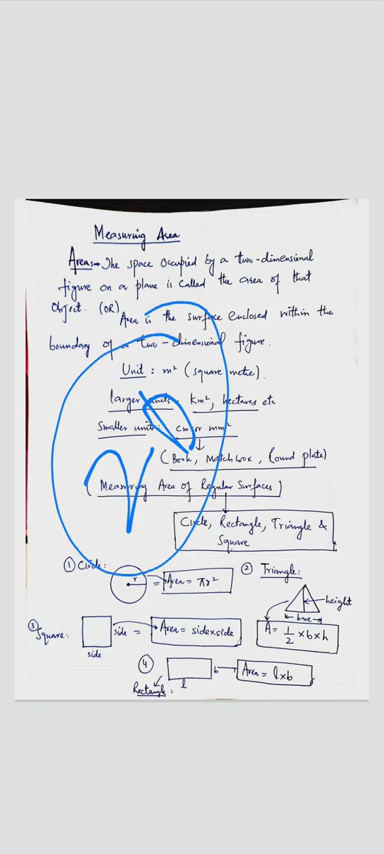 Measuring Area
Area:→ The space occupied by a two-dimensional
figure on a plane is called the area of that
Object. (OR) Area is the surface enclosed within the
boundary of a two-dimensional figure.
Unit : m² (square metre).
larger units: km², hectares etc
Smaller unit: cm² or mm²
(Book, Matchbox, Round plate)
(Measuring Area of Regular Surfaces)
Circle, Rectangle, Triangle &
Square
① Circle: r = Area = πr²
② Triangle:
height
base
A = 1/2 × b × h
③ Square: side = Area = side×side
side
④ b Area = l×b
Rectangle: l